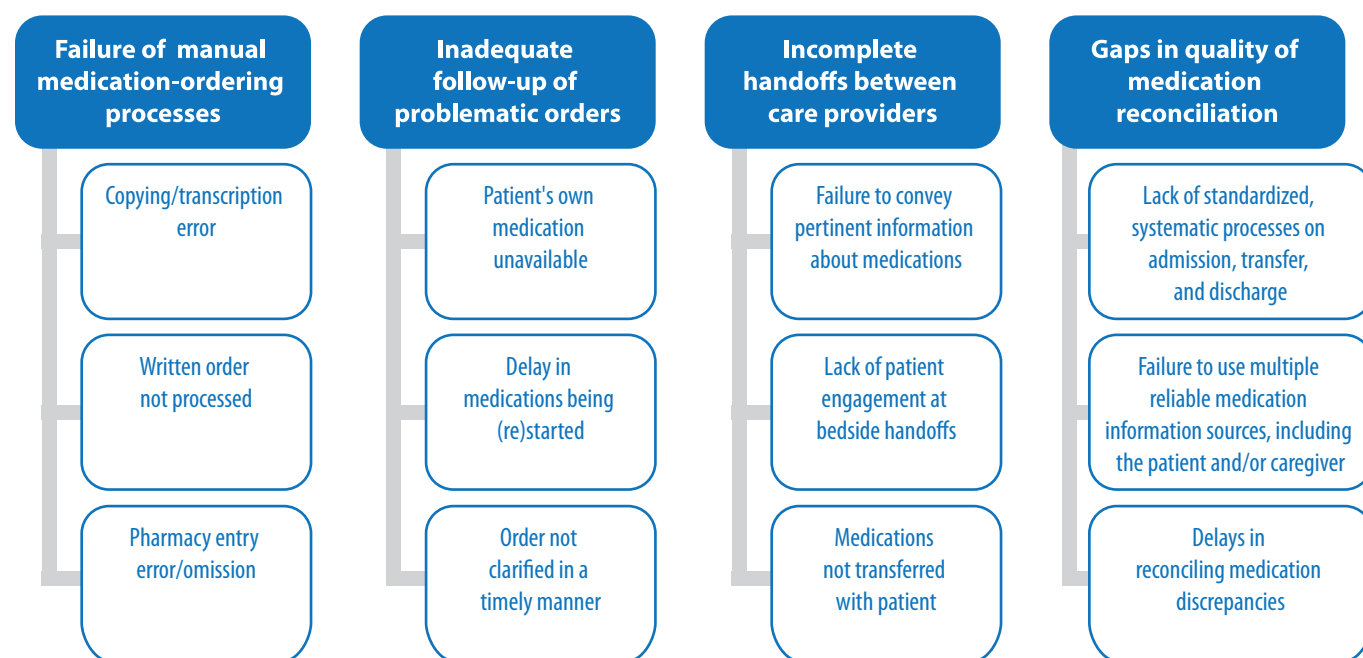 Failure of manual
medication-ordering
processes
Copying/transcription
error
Written order
not processed
Pharmacy entry
error/omission
Inadequate
follow-up of
problematic orders
Patient's own
medication
unavailable
Delay in
medications being
(re)started
Order not
clarified in a
timely manner
Incomplete
handoffs between
care providers
Failure to convey
pertinent information
about medications
Lack of patient
engagement at
bedside handoffs
Medications
not transferred
with patient
Gaps in quality of
medication
reconciliation
Lack of standardized,
systematic processes on
admission, transfer,
and discharge
Failure to use multiple
reliable medication
information sources, including
the patient and/or caregiver
Delays in
reconciling medication
discrepancies